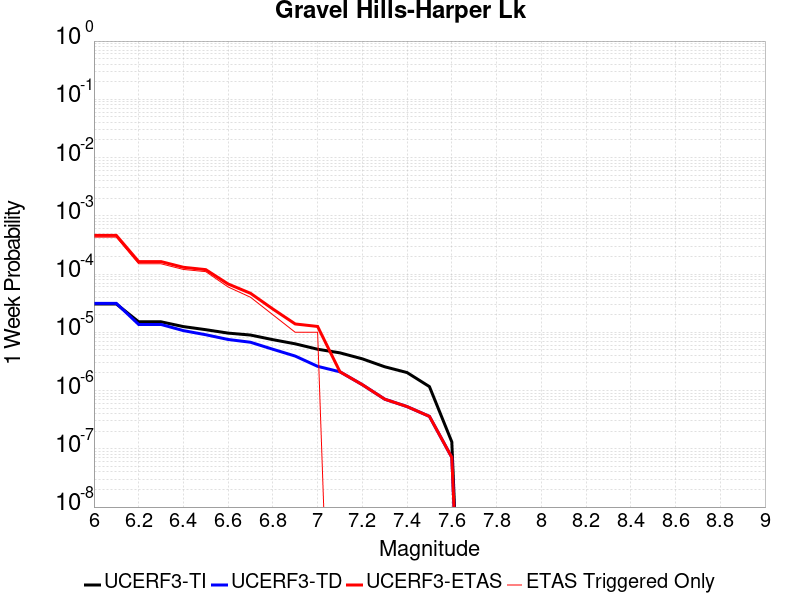 Gravel Hills-Harper Lk
10^0
10^-1
10^-2
10^-3
10^-4
10^-5
10^-6
10^-7
10^-8
1 Week Probability
6 6.2 6.4 6.6 6.8 7 7.2 7.4 7.6 7.8 8 8.2 8.4 8.6 8.8 9
Magnitude
UCERF3-TI UCERF3-TD UCERF3-ETAS ETAS Triggered Only